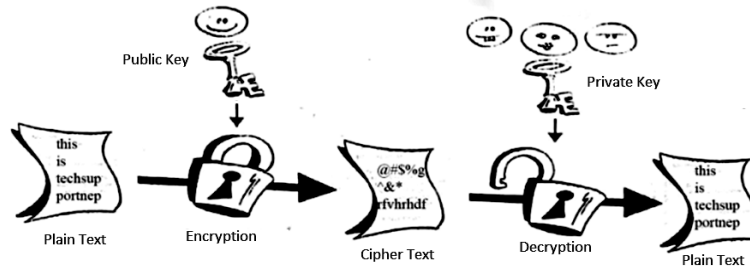 Public Key
Private Key
this
is
techsup
portnep
@#$%g
^&*
rfvhrhdf
this
is
techsup
portnep
Plain Text
Encryption
Cipher Text
Decryption
Plain Text